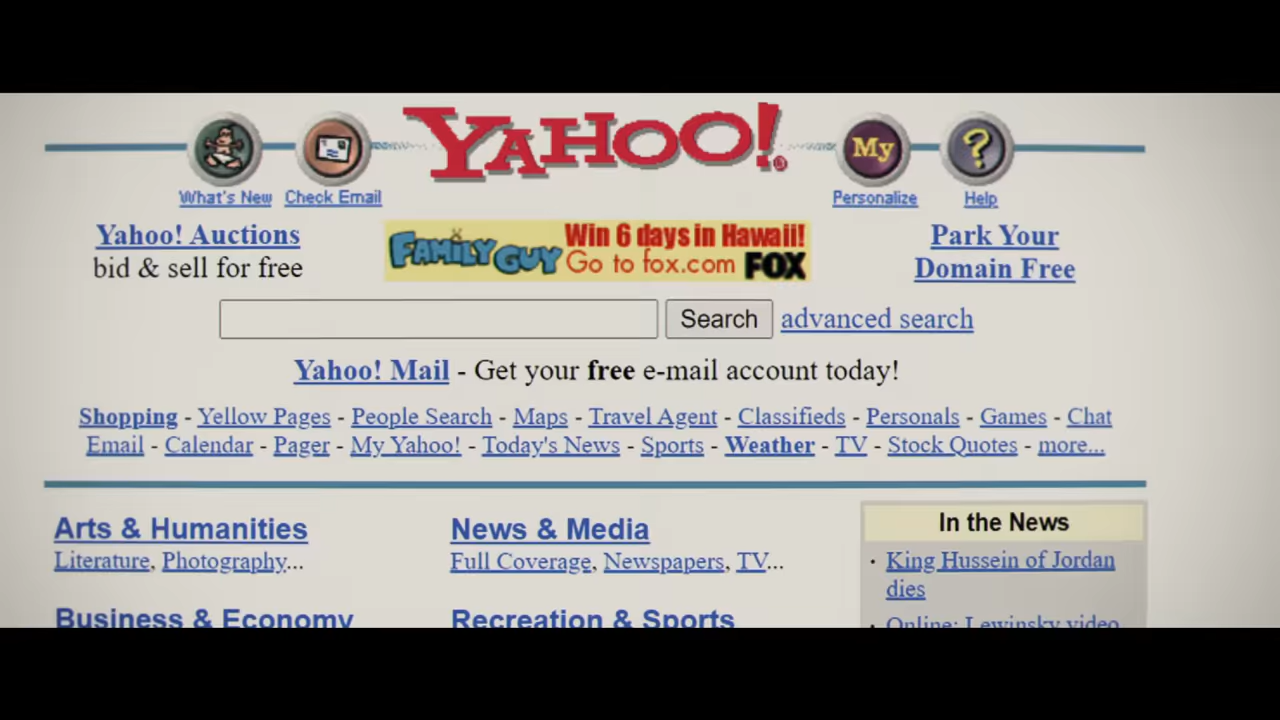 YAHOO!
My
?
What's New Check Email Personalize Help
Yahoo! Auctions
bid & sell for free
FAMILY GUY Win 6 days in Hawaii!
Go to fox.com FOX
Park Your
Domain Free
Search advanced search
Yahoo! Mail - Get your free e-mail account today!
Shopping - Yellow Pages - People Search - Maps - Travel Agent - Classifieds - Personals - Games - Chat
Email - Calendar - Pager - My Yahoo! - Today's News - Sports - Weather - TV - Stock Quotes - more...
Arts & Humanities
Literature, Photography...
News & Media
Full Coverage, Newspapers, TV...
In the News
· King Hussein of Jordan
dies
· Online: Lewinsky video
Business & Economy
Recreation & Sports